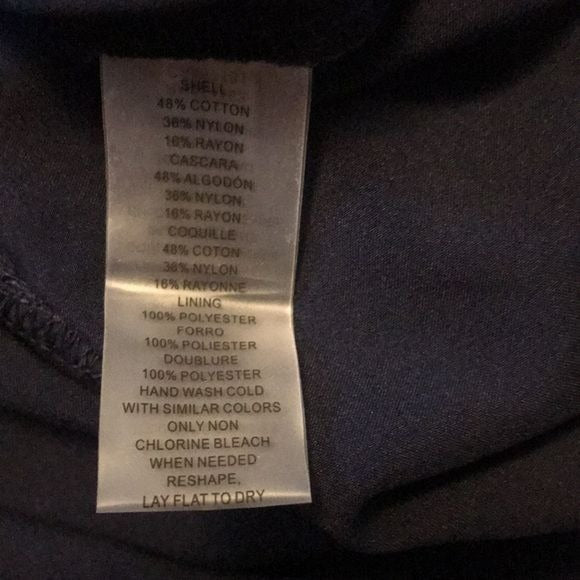 SHELL
48% COTTON
36% NYLON
16% RAYON
CASCARA
48% ALGODÓN
36% NYLON
16% RAYON
COQUILLE
48% COTON
36% NYLON
16% RAYONNE
LINING
100% POLYESTER
FORRO
100% POLIESTER
DOUBLURE
100% POLYESTER
HAND WASH COLD
WITH SIMILAR COLORS
ONLY NON
CHLORINE BLEACH
WHEN NEEDED
RESHAPE,
LAY FLAT TO DRY